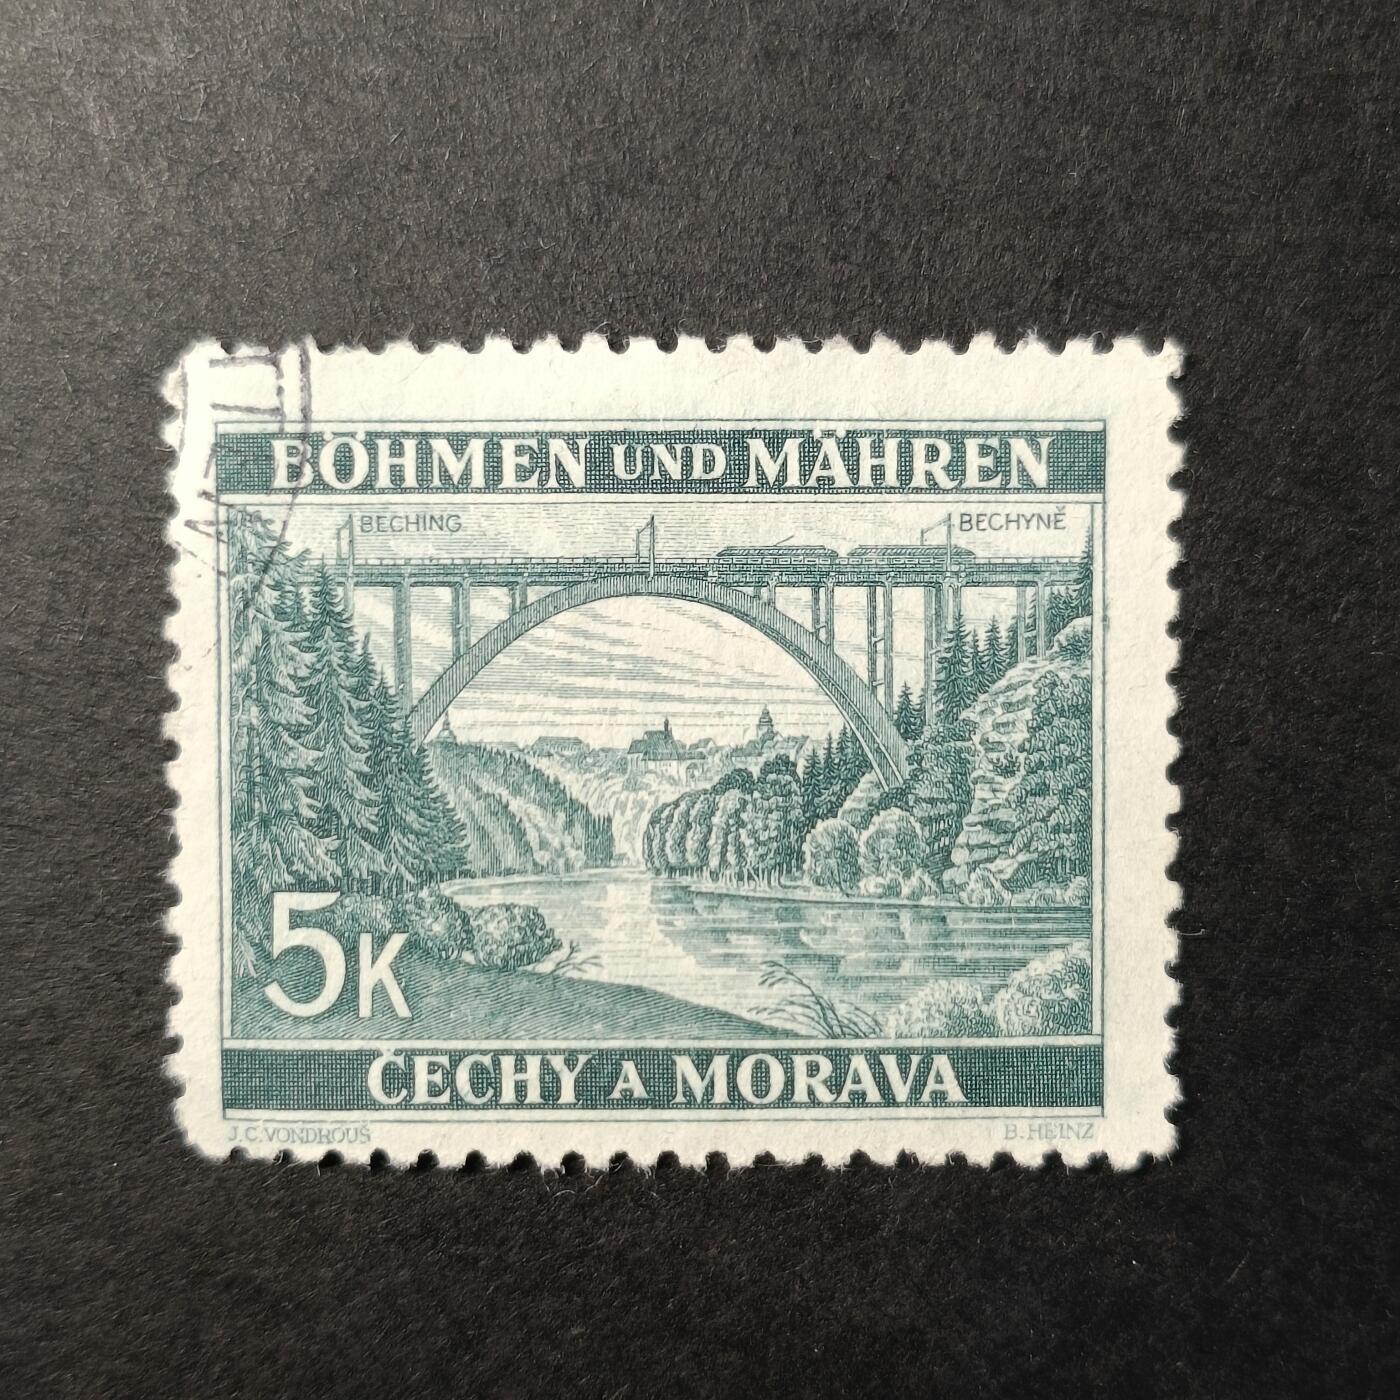 BÖHMEN UND MÄHREN
BECHING
BECHYNĚ
5K
ČECHY A MORAVA
J.C.VONDROUŠ
B.HEINZ